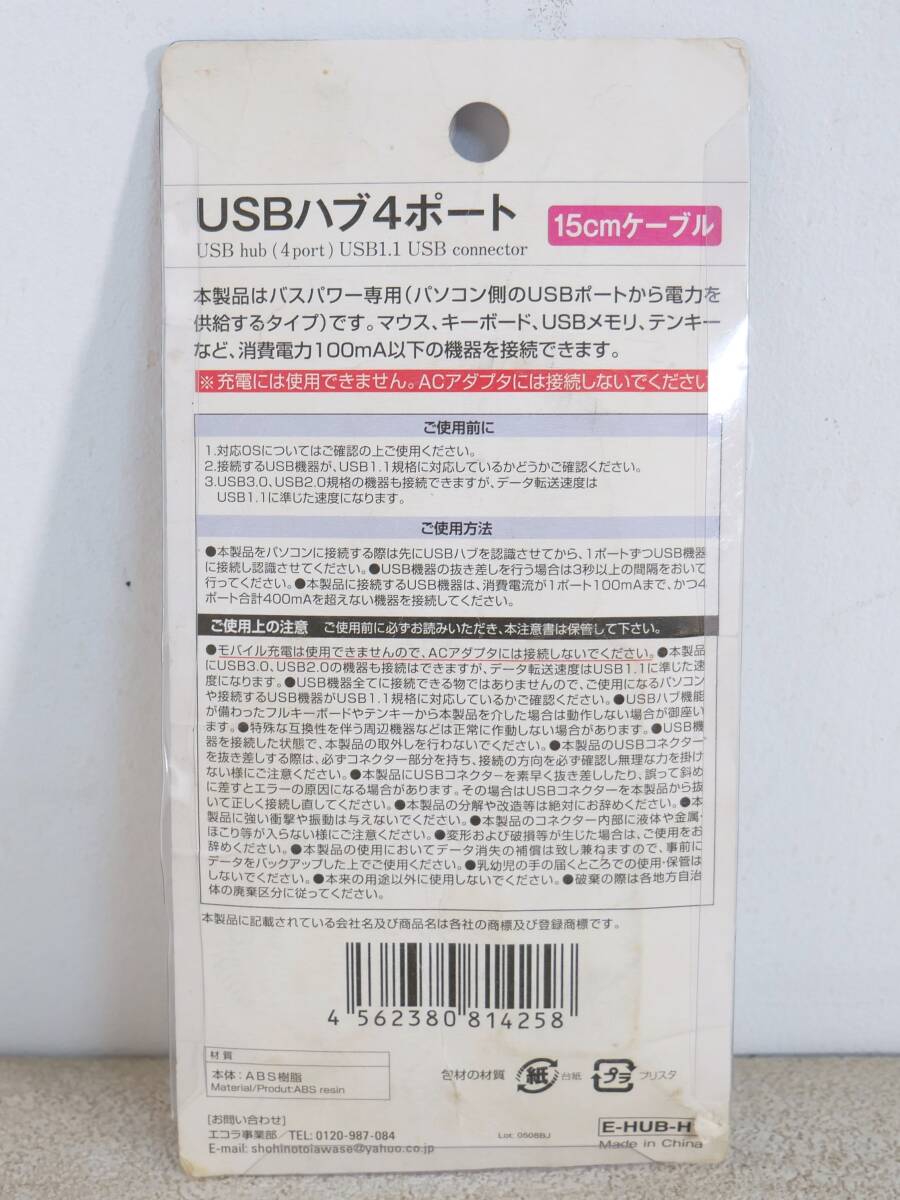 USBハブ4ポート
15cmケーブル
USB hub (4port) USB1.1 USB connector
本製品はバスパワー専用(パソコン側のUSBポートから電力を
供給するタイプ)です。マウス、キーボード、USBメモリ、テンキー
など、消費電力100mA以下の機器を接続できます。
※充電には使用できません。ACアダプタには接続しないでください
ご使用前に
1.対応OSについてはご確認の上ご使用ください。
2.接続するUSB機器が、USB1.1規格に対応しているかどうかご確認ください。
3.USB3.0、USB2.0規格の機器も接続できますが、データ転送速度は
USB1.1に準じた速度になります。
ご使用方法
●本製品をパソコンに接続する際は先にUSBハブを認識させてから、1ポートずつUSB機器
に接続し認識させてください。●USB機器の抜き差しを行う場合は3秒以上の間隔をおいて
行ってください。●本製品に接続するUSB機器は、消費電流が1ポート100mAまで、かつ4
ポート合計400mAを超えない機器を接続してください。
ご使用上の注意 ご使用前に必ずお読みいただき、本注意書は保管して下さい。
●モバイル充電は使用できませんので、ACアダプタには接続しないでください。●本製品
にUSB3.0、USB2.0の機器も接続はできますが、データ転送速度はUSB1.1に準じた速
度になります。●USB機器全てに接続できる物ではありませんので、ご使用になるパソコン
や接続するUSB機器がUSB1.1規格に対応しているかご確認ください。●USBハブ機能
が備わったフルキーボードやテンキーから本製品を介した場合は動作しない場合が御座い
ます。●特殊な互換性を伴う周辺機器などは正常に作動しない場合があります。●USB機
器を接続した状態で、本製品の取外しを行わないでください。●本製品のUSBコネクター
を抜き差しする際は、必ずコネクター部分を持ち、接続の方向を必ず確認し無理な力を掛け
ない様にご注意ください。●本製品にUSBコネクターを素早く抜き差ししたり、誤って斜め
に差すとエラーの原因になる場合があります。その場合はUSBコネクターを本製品から抜
いて正しく接続し直してください。●本製品の分解や改造等は絶対にお辞めください。●本
製品に強い衝撃や振動は与えないでください。●本製品のコネクター内部に液体や金属・
ほこり等が入らない様にご注意ください。●変形および破損等が生じた場合は、ご使用をお
辞めください。●本製品の使用においてデータ消失の補償は致し兼ねますので、事前に
データをバックアップした上でご使用ください。●乳幼児の手の届くところでの使用・保管は
しないでください。●本来の用途以外に使用しないでください。●破棄の際は各地方自治
体の廃棄区分に従ってください。
本製品に記載されている会社名及び商品名は各社の商標及び登録商標です。
4 562380 814258
材質
本体:ABS樹脂
Material/Produt:ABS resin
包材の材質 紙 台紙 プラ ブリスタ
[お問い合わせ]
エコラ事業部/TEL: 0120-987-084
E-mail: shohinotoiawase@yahoo.co.jp
Lot: 0508BJ
E-HUB-H
Made in China